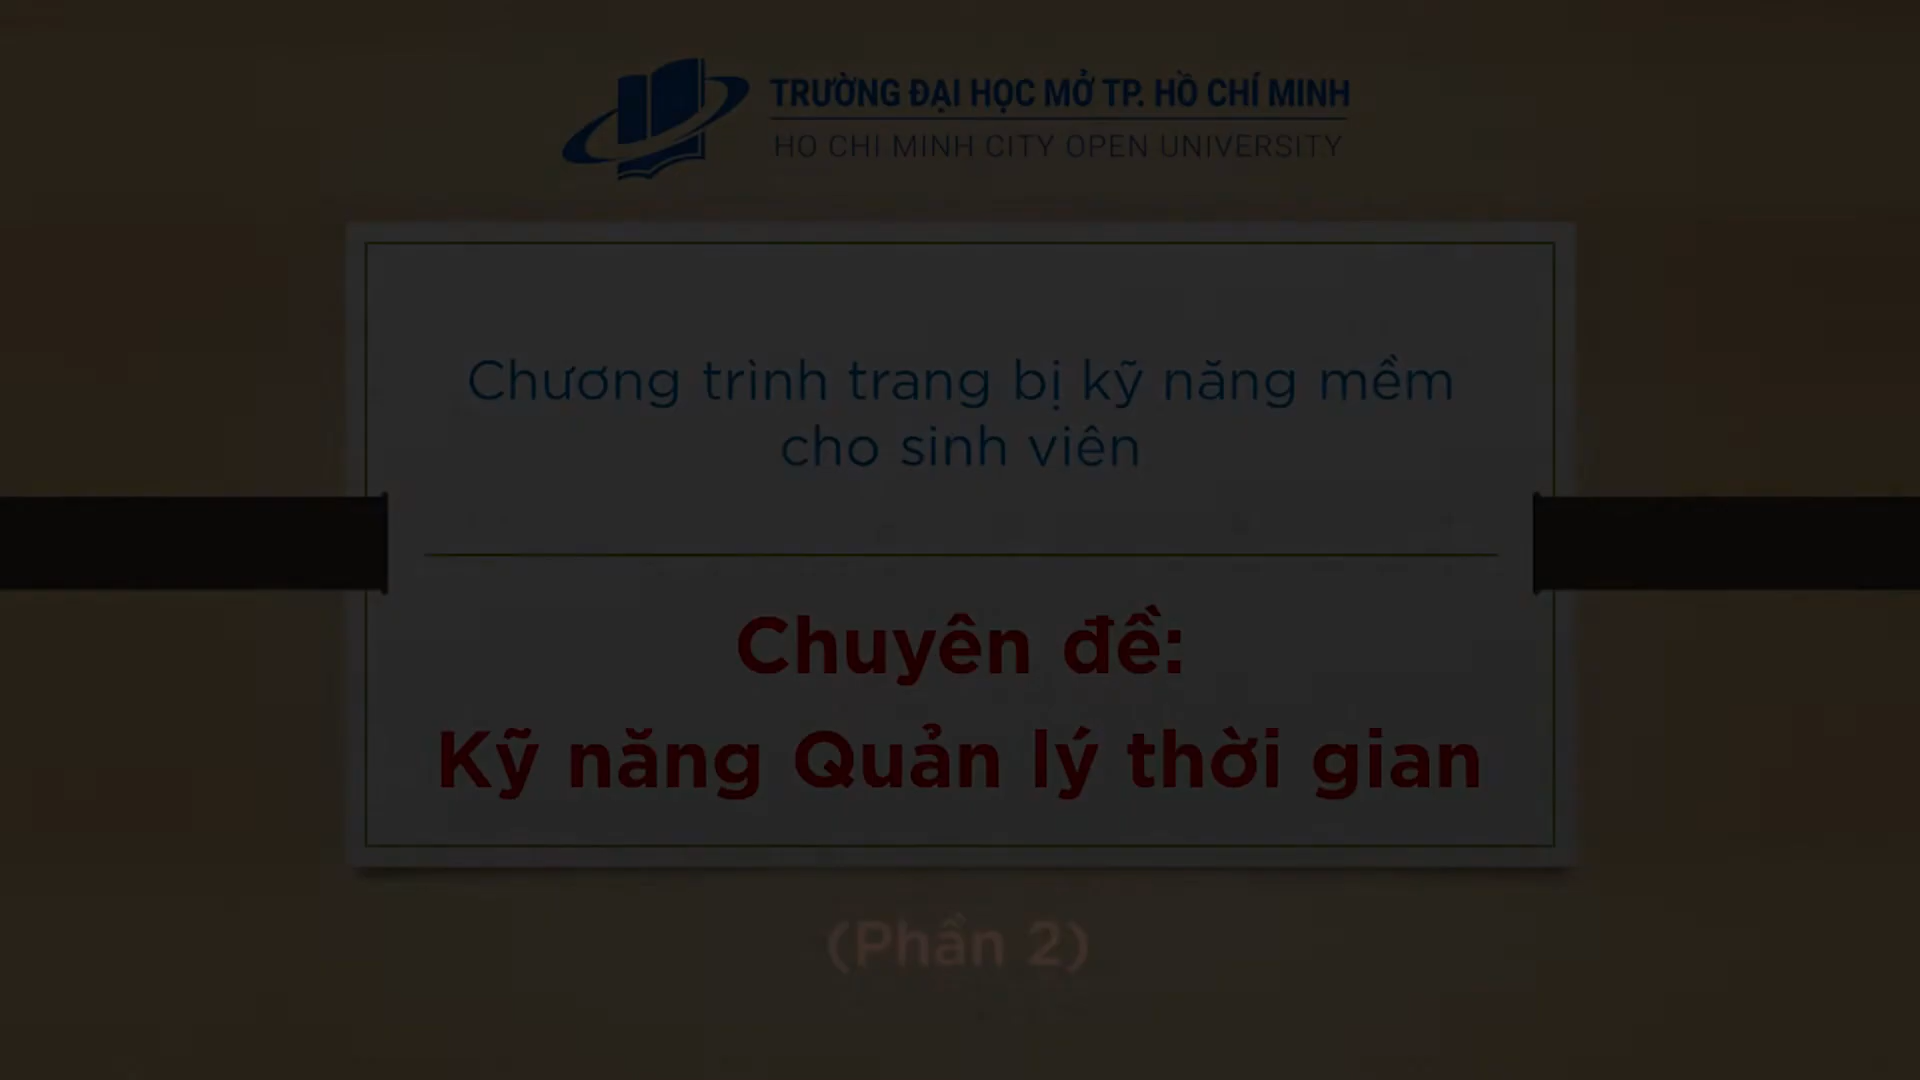 TRƯỜNG ĐẠI HỌC MỞ TP. HỒ CHÍ MINH
HO CHI MINH CITY OPEN UNIVERSITY
Chương trình trang bị kỹ năng mềm
cho sinh viên
Chuyên đề:
Kỹ năng Quản lý thời gian
(Phần 2)